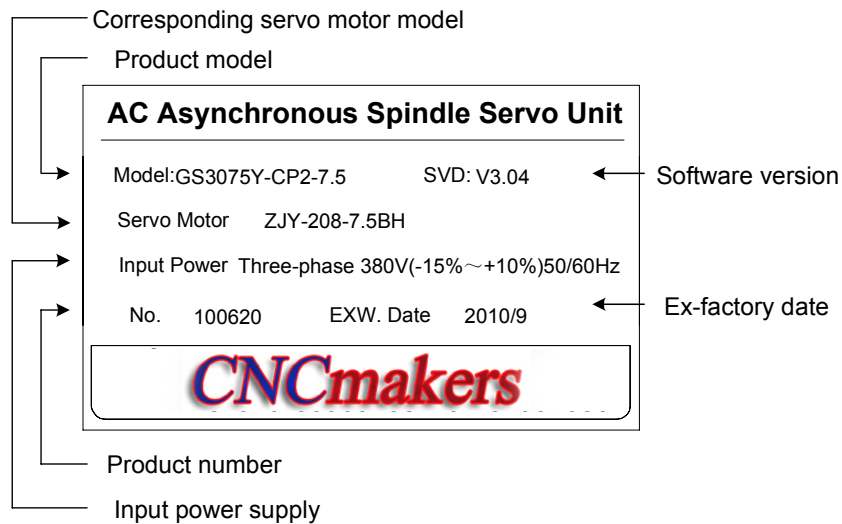 Corresponding servo motor model
Product model
AC Asynchronous Spindle Servo Unit
Model:GS3075Y-CP2-7.5 SVD: V3.04
Software version
Servo Motor ZJY-208-7.5BH
Input Power Three-phase 380V(-15%～+10%)50/60Hz
No. 100620 EXW. Date 2010/9
Ex-factory date
CNCmakers
Product number
Input power supply